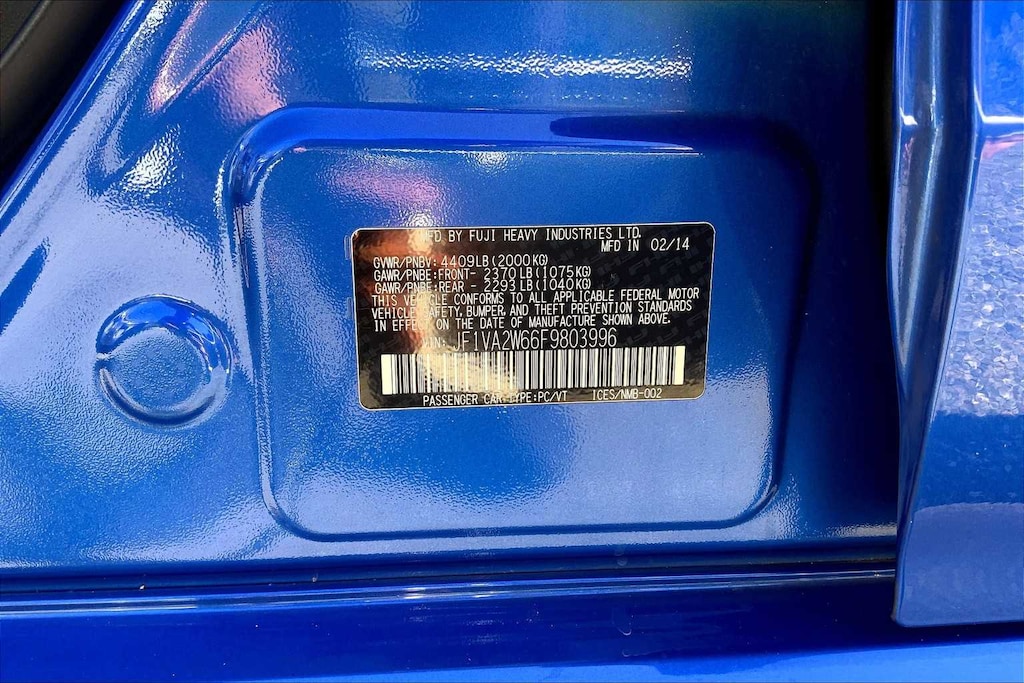 MFD BY FUJI HEAVY INDUSTRIES LTD.
MFD IN 02/14
GVWR/PNBV: 4409LB(2000KG)
GAWR/PNBE:FRONT- 2370LB(1075KG)
GAWR/PNBE:REAR - 2293LB(1040KG)
THIS VEHICLE CONFORMS TO ALL APPLICABLE FEDERAL MOTOR
VEHICLE SAFETY, BUMPER, AND THEFT PREVENTION STANDARDS
IN EFFECT ON THE DATE OF MANUFACTURE SHOWN ABOVE.
VIN: JF1VA2W66F9803996
PASSENGER CAR TYPE:PC/VT ICES/NMB-002